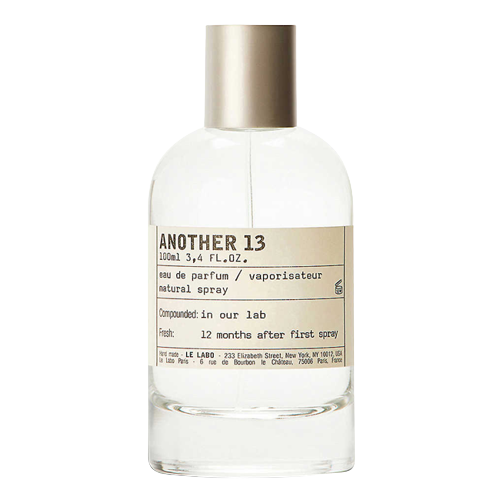 ANOTHER 13
100ml 3,4 FL.OZ.
eau de parfum / vaporisateur
natural spray
Compounded: in our lab
Fresh: 12 months after first spray
Hand made - LE LABO - 233 Elizabeth Street, New York, NY 10012, USA
Le Labo Paris - 6 rue de Bourbon le Château, 75006 Paris, France